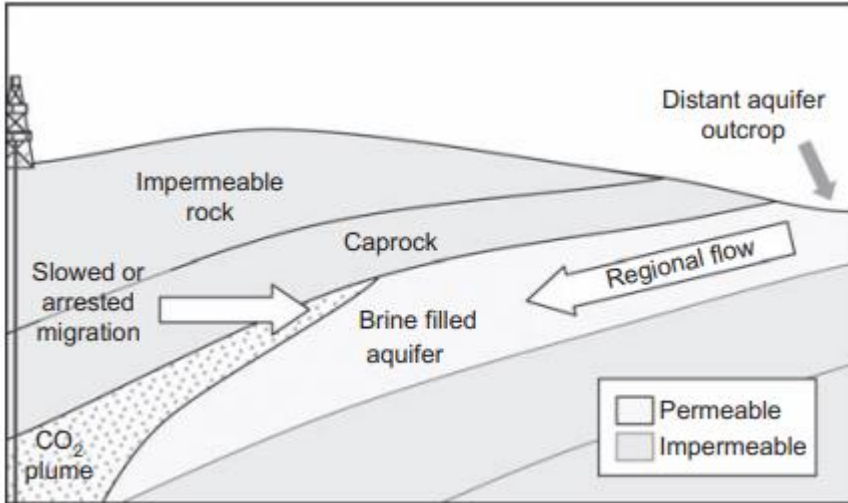 Distant aquifer
outcrop
Impermeable
rock
Caprock
Regional flow
Slowed or
arrested
migration
Brine filled
aquifer
CO₂
plume
Permeable
Impermeable